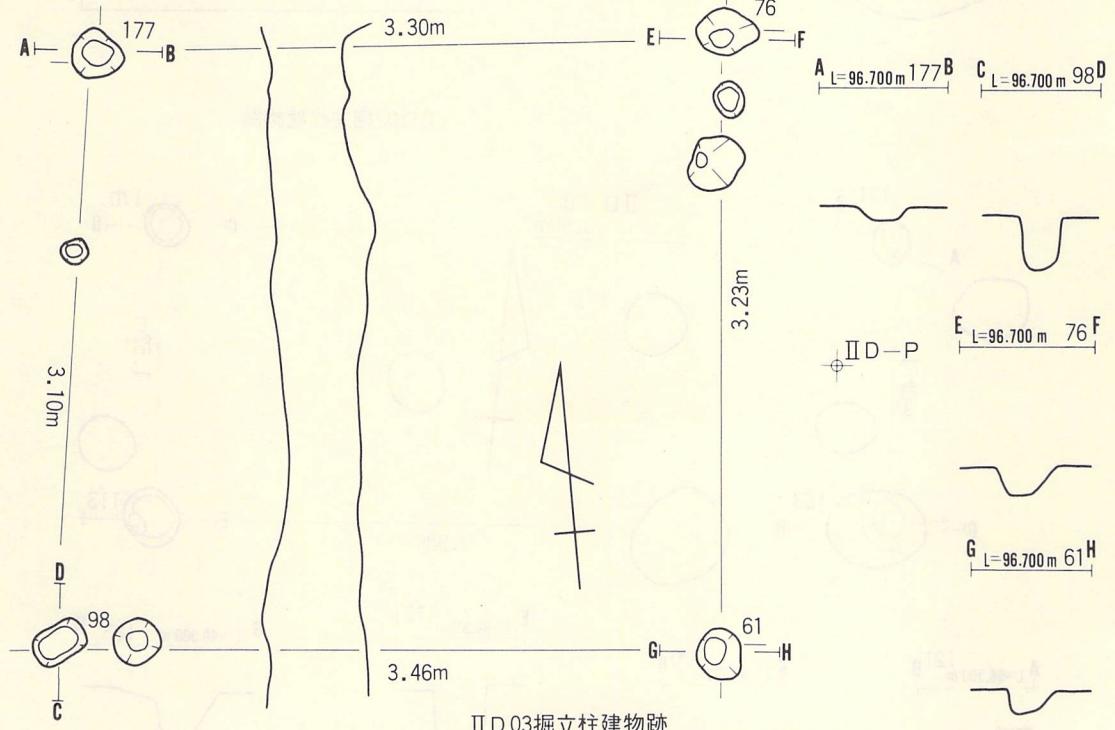 177
A B
3.30m
76
E F
A L=96.700m 177 B
C L=96.700m 98 D
3.23m
E L=96.700m 76 F
ⅡD-P
3.10m
D
98
C
G L=96.700m 61 H
61
G H
3.46m
ⅡD03掘立柱建物跡